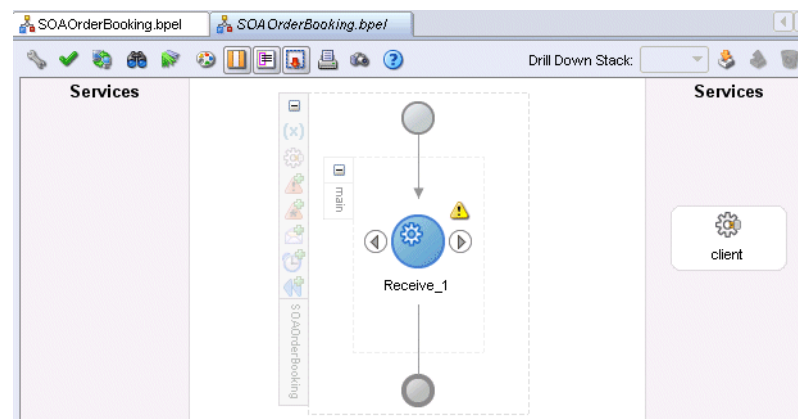 SOAOrderBooking.bpel
SOAOrderBooking.bpel
Drill Down Stack:
Services
Services
(x)
main
Receive_1
client
SOAOrderBooking